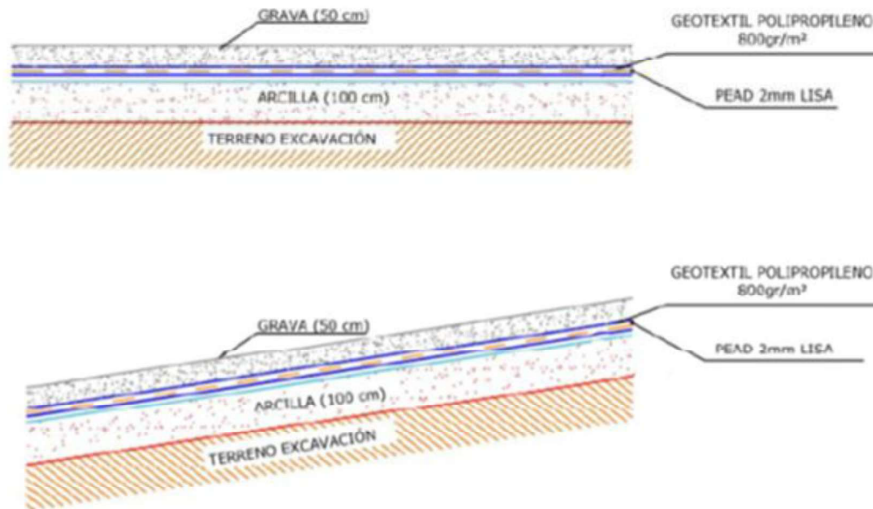 GRAVA (50 cm)
GEOTEXTIL POLIPROPILENO
800gr/m²
PEAD 2mm LISA
ARCILLA (100 cm)
TERRENO EXCAVACIÓN
GEOTEXTIL POLIPROPILENO
800gr/m²
GRAVA (50 cm)
PEAD 2mm LISA
ARCILLA (100 cm)
TERRENO EXCAVACIÓN